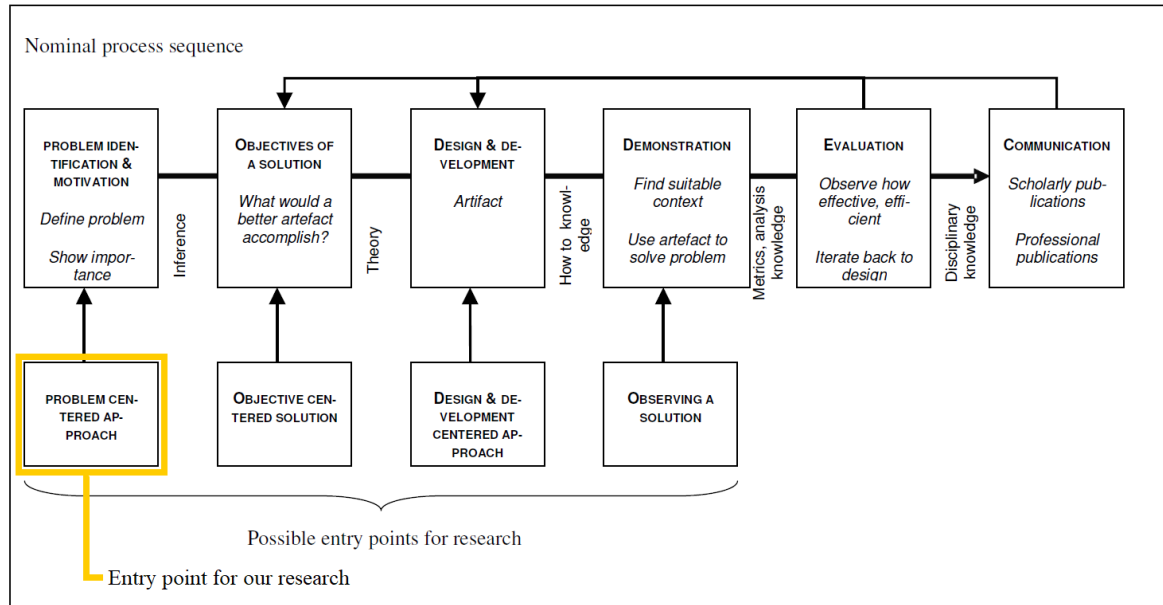 Nominal process sequence
PROBLEM IDEN-
TIFICATION &
MOTIVATION
Define problem
Show impor-
tance
Inference
OBJECTIVES OF
A SOLUTION
What would a
better artefact
accomplish?
Theory
DESIGN & DE-
VELOPMENT
Artifact
How to knowl-
edge
DEMONSTRATION
Find suitable
context
Use artefact to
solve problem
Metrics, analysis
knowledge
EVALUATION
Observe how
effective, effi-
cient
Iterate back to
design
Disciplinary
knowledge
COMMUNICATION
Scholarly pub-
lications
Professional
publications
PROBLEM CEN-
TERED AP-
PROACH
OBJECTIVE CEN-
TERED SOLUTION
DESIGN & DE-
VELOPMENT
CENTERED AP-
PROACH
OBSERVING A
SOLUTION
Possible entry points for research
Entry point for our research